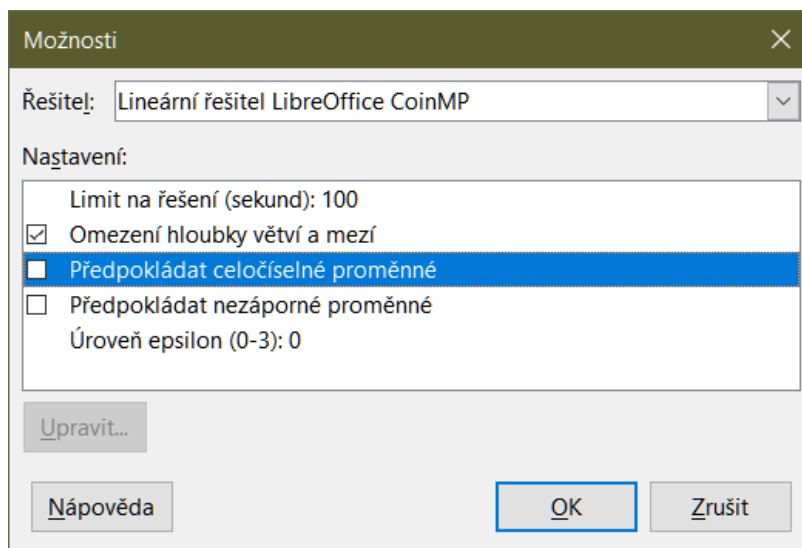 Možnosti
Řešitel: Lineární řešitel LibreOffice CoinMP
Nastavení:
Limit na řešení (sekund): 100
Omezení hloubky větví a mezí
Předpokládat celočíselné proměnné
Předpokládat nezáporné proměnné
Úroveň epsilon (0-3): 0
Upravit...
Nápověda OK Zrušit